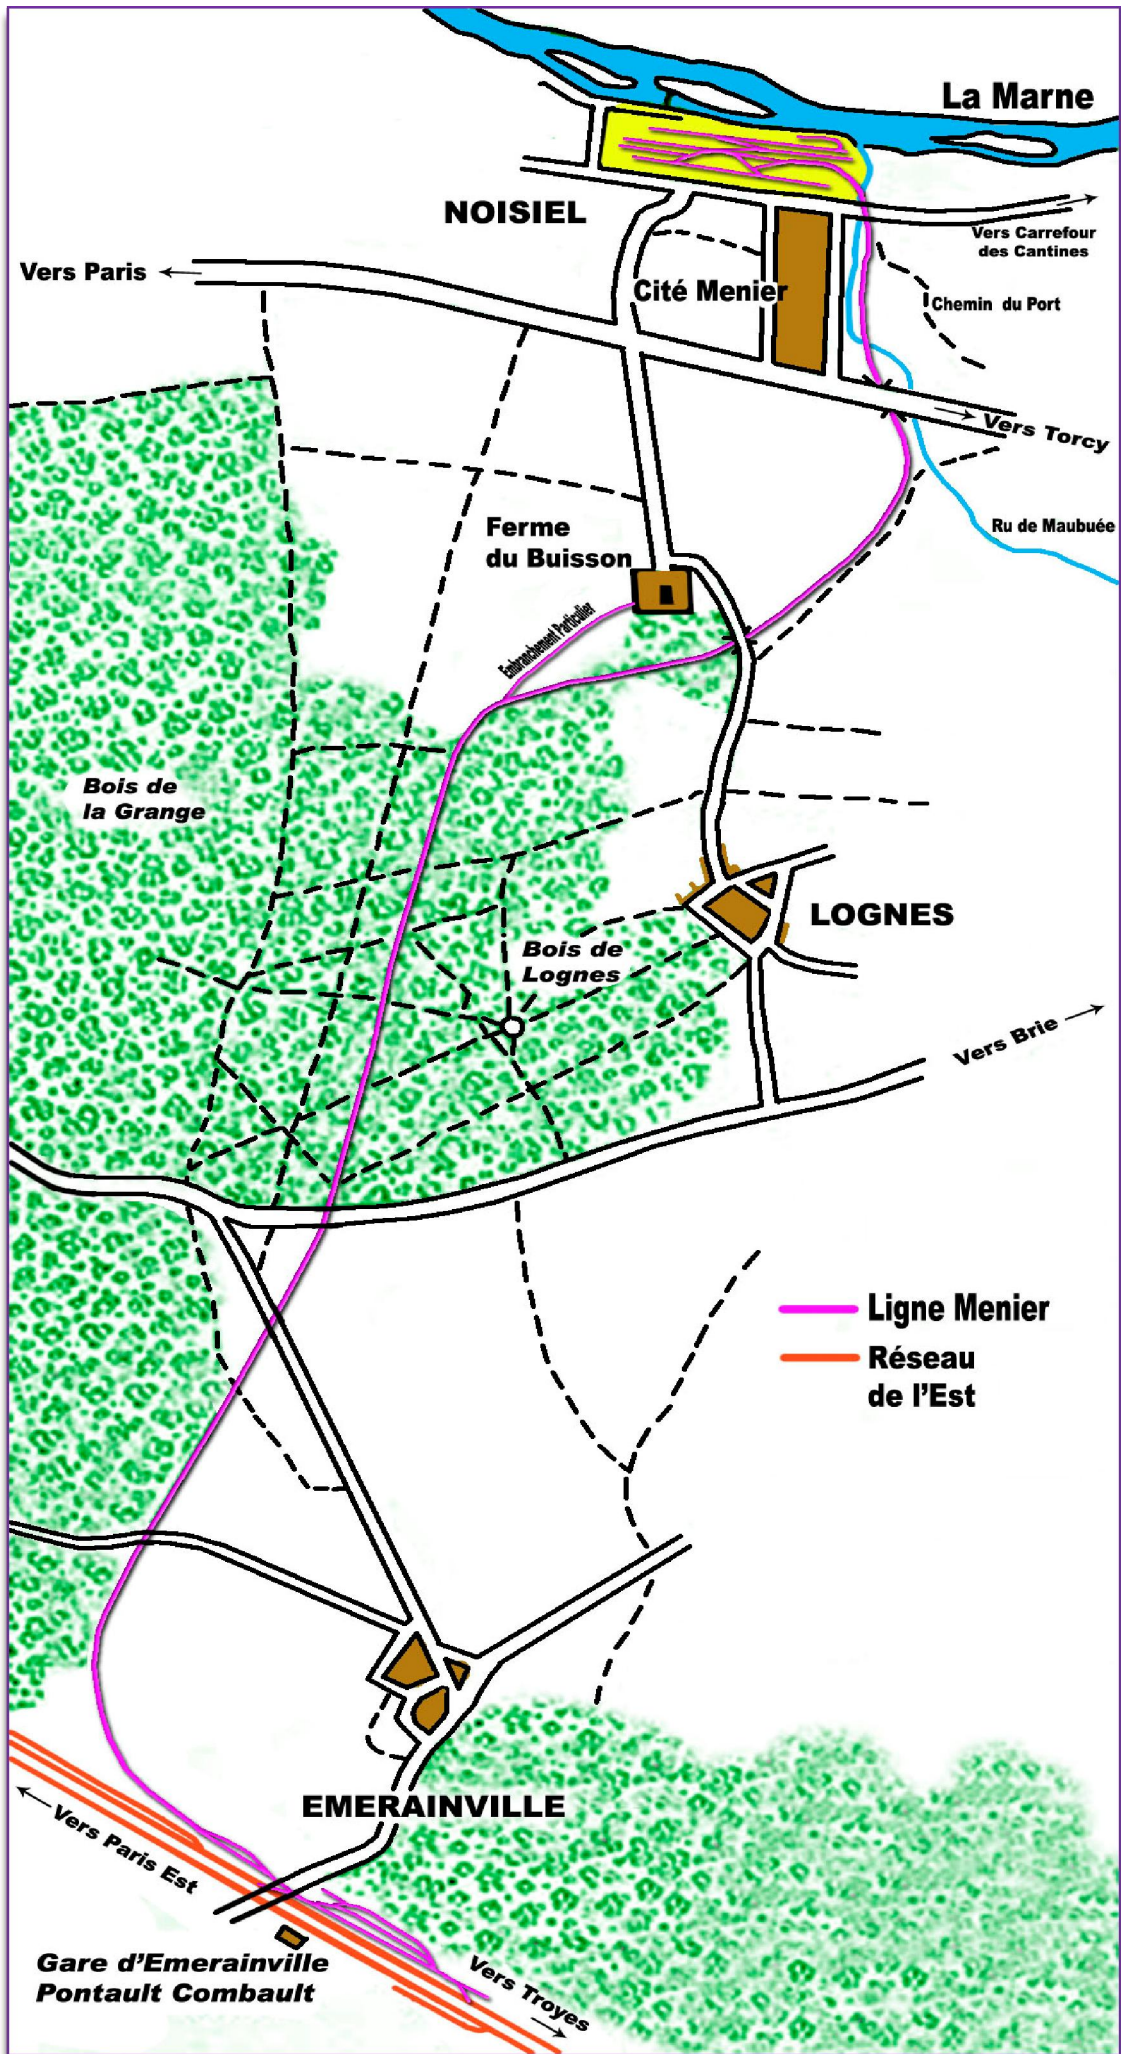 La Marne
NOISIEL
Vers Carrefour
des Cantines
Vers Paris
Cité Menier
Chemin du Port
Vers Torcy
Ferme
du Buisson
Ru de Maubuée
Embranchement Particulier
Bois de
la Grange
LOGNES
Bois de
Lognes
Vers Brie
Ligne Menier
Réseau
de l'Est
EMERAINVILLE
Vers Paris Est
Gare d'Emerainville
Pontault Combault
Vers Troyes